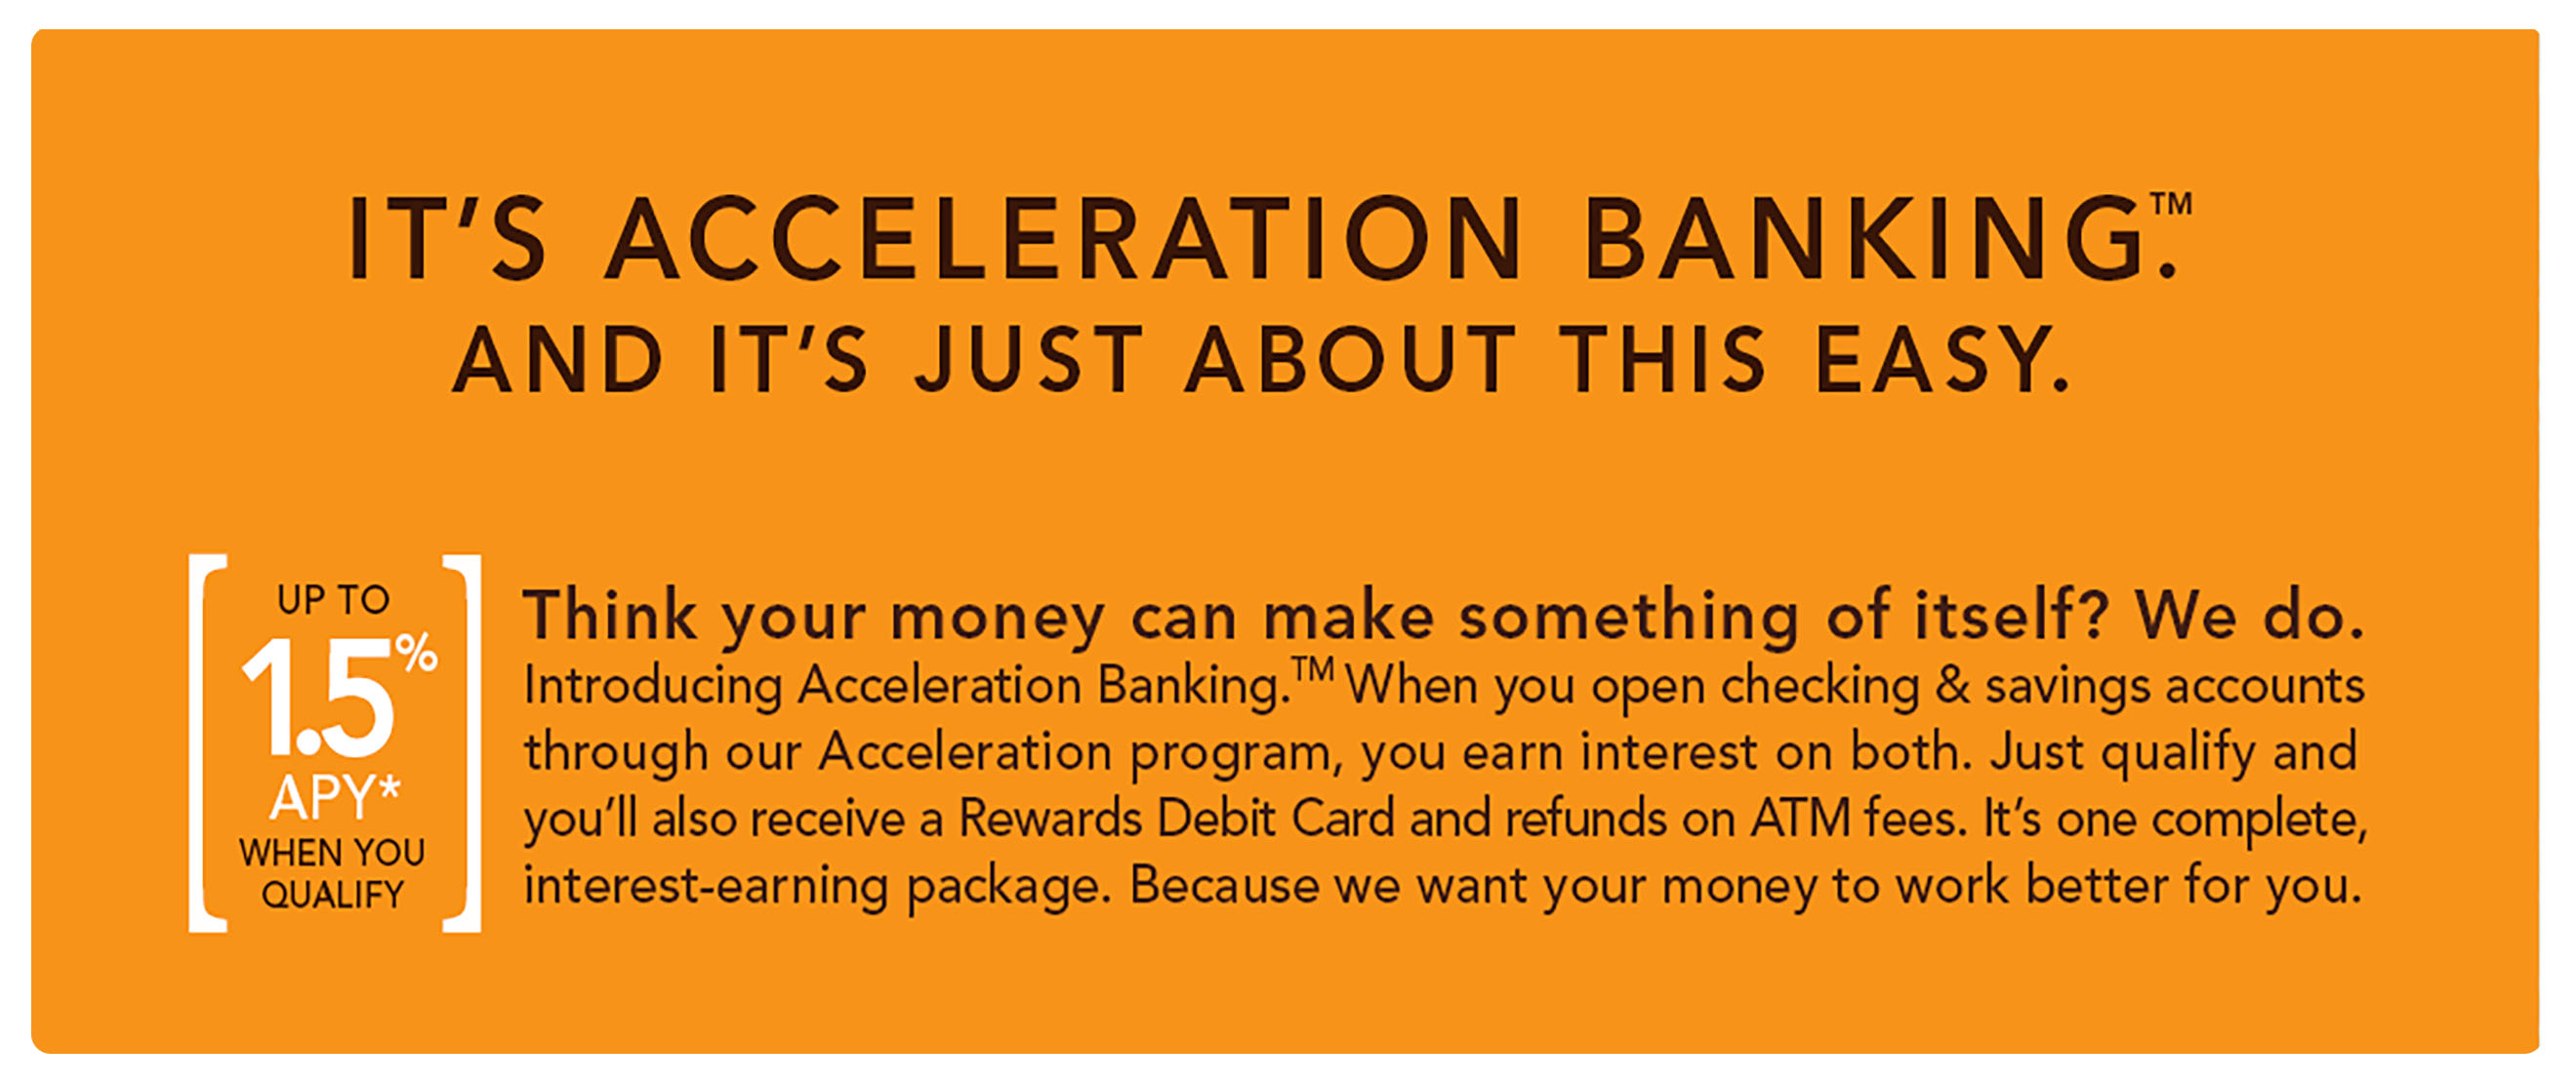 IT'S ACCELERATION BANKING.™
AND IT'S JUST ABOUT THIS EASY.
UP TO
1.5%
APY*
WHEN YOU
QUALIFY
Think your money can make something of itself? We do.
Introducing Acceleration Banking.™ When you open checking & savings accounts
through our Acceleration program, you earn interest on both. Just qualify and
you'll also receive a Rewards Debit Card and refunds on ATM fees. It's one complete,
interest-earning package. Because we want your money to work better for you.